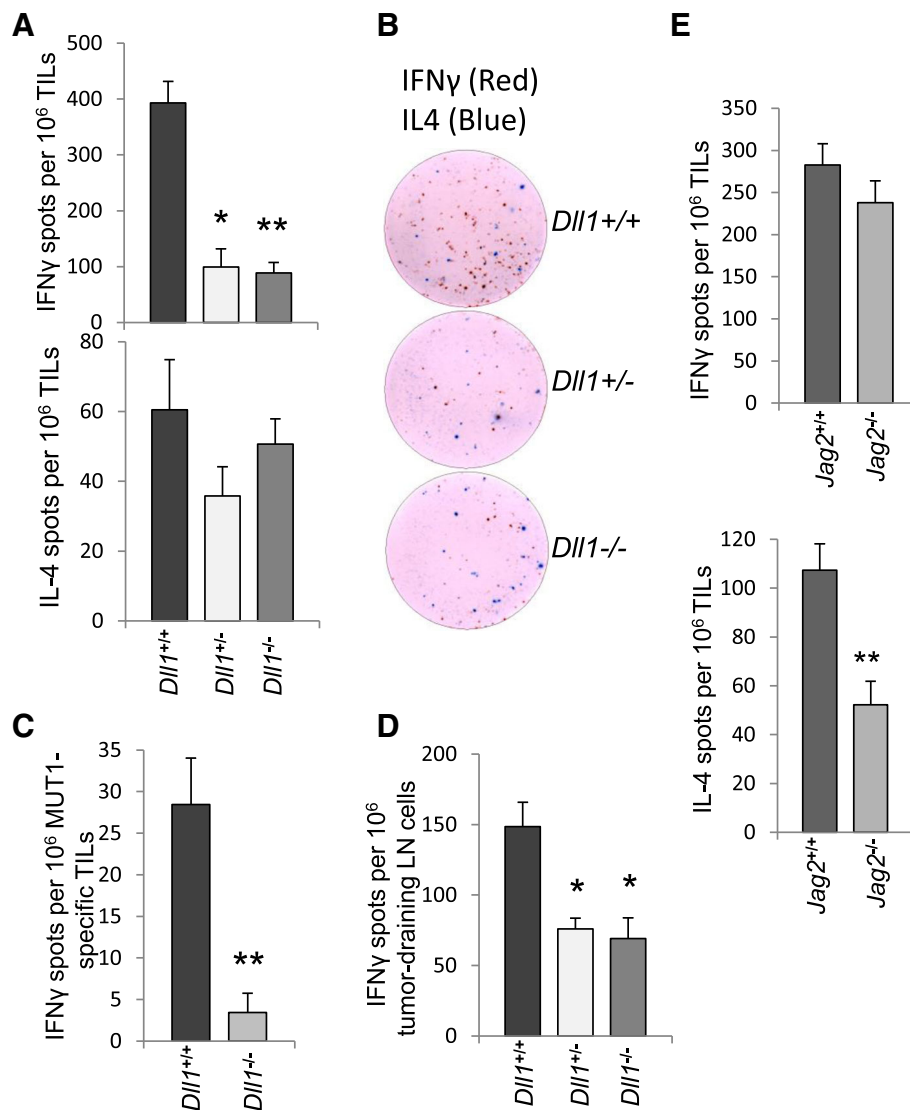 A
IFNγ spots per 10⁶ TILs
500
400
300
200
100
0
*
**
IL-4 spots per 10⁶ TILs
80
60
40
20
0
Dll1+/+
Dll1+/-
Dll1-/-
B
IFNγ (Red)
IL4 (Blue)
Dll1+/+
Dll1+/-
Dll1-/-
C
IFNγ spots per 10⁶ MUT1-
specific TILs
35
30
25
20
15
10
5
0
**
Dll1+/+
Dll1-/-
D
IFNγ spots per 10⁶
tumor-draining LN cells
200
150
100
50
0
*
*
Dll1+/+
Dll1+/-
Dll1-/-
E
IFNγ spots per 10⁶ TILs
350
300
250
200
150
300
50
0
Jag2+/+
Jag2-/-
IL-4 spots per 10⁶ TILs
120
100
80
60
40
20
0
**
Jag2+/+
Jag2-/-